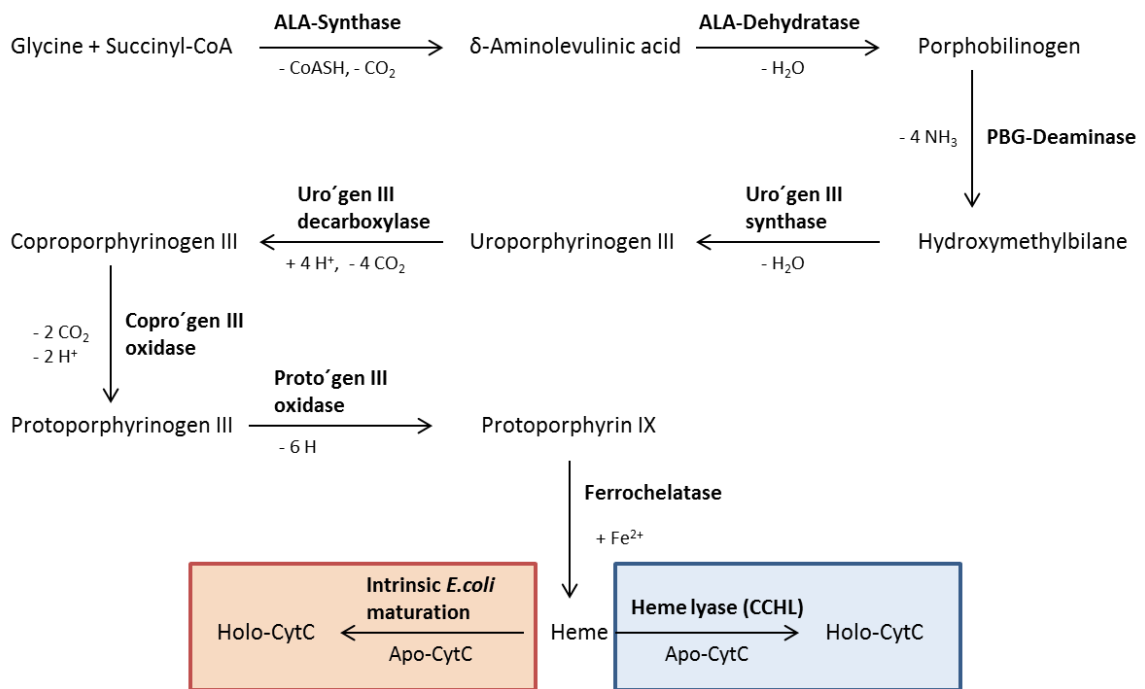 ALA-Synthase
Glycine + Succinyl-CoA
- CoASH, - CO₂
δ-Aminolevulinic acid
ALA-Dehydratase
- H₂O
Porphobilinogen
- 4 NH₃
PBG-Deaminase
Hydroxymethylbilane
Uro´gen III
synthase
- H₂O
Uroporphyrinogen III
Uro´gen III
decarboxylase
+ 4 H⁺, - 4 CO₂
Coproporphyrinogen III
- 2 CO₂
- 2 H⁺
Copro´gen III
oxidase
Protoporphyrinogen III
Proto´gen III
oxidase
- 6 H
Protoporphyrin IX
Ferrochelatase
+ Fe²⁺
Heme
Intrinsic E.coli
maturation
Apo-CytC
Holo-CytC
Heme lyase (CCHL)
Apo-CytC
Holo-CytC